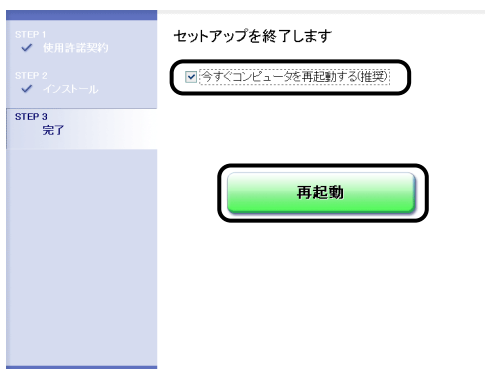 STEP 1
使用許諾契約
STEP 2
インストール
STEP 3
完了
セットアップを終了します
今すぐコンピュータを再起動する(推奨)
再起動